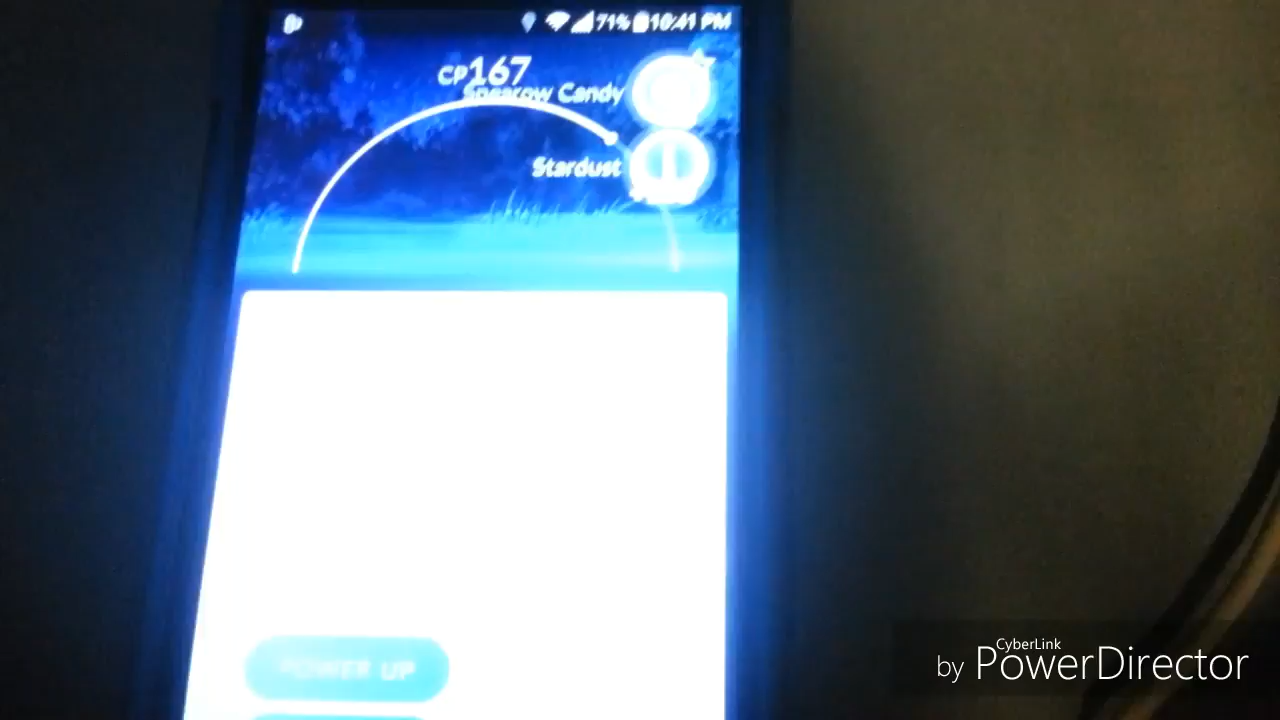 71% 10:41 PM
CP167
Spearow Candy
Stardust
POWER UP
CyberLink
by PowerDirector